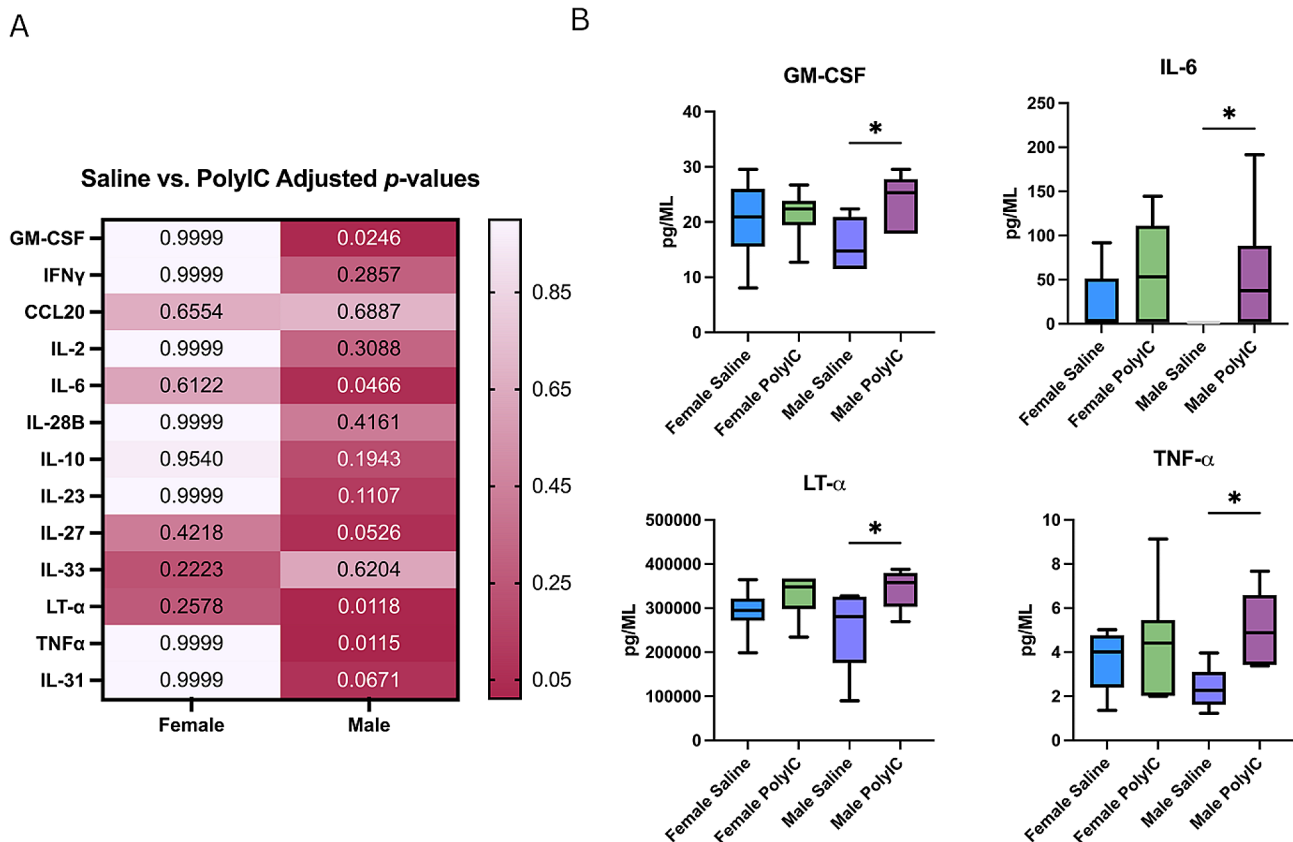 A
Saline vs. PolyIC Adjusted p-values
GM-CSF 0.9999 0.0246
IFNγ 0.9999 0.2857
CCL20 0.6554 0.6887
IL-2 0.9999 0.3088
IL-6 0.6122 0.0466
IL-28B 0.9999 0.4161
IL-10 0.9540 0.1943
IL-23 0.9999 0.1107
IL-27 0.4218 0.0526
IL-33 0.2223 0.6204
LT-α 0.2578 0.0118
TNFα 0.9999 0.0115
IL-31 0.9999 0.0671
Female Male
0.85
0.65
0.45
0.25
0.05
B
GM-CSF
pg/ML
40
30
20
10
0
*
Female Saline
Female PolyIC
Male Saline
Male PolyIC
IL-6
pg/ML
250
200
150
100
50
0
*
Female Saline
Female PolyIC
Male Saline
Male PolyIC
LT-α
pg/ML
500000
400000
300000
200000
100000
0
*
Female Saline
Female PolyIC
Male Saline
Male PolyIC
TNF-α
pg/ML
10
8
6
4
2
0
*
Female Saline
Female PolyIC
Male Saline
Male PolyIC